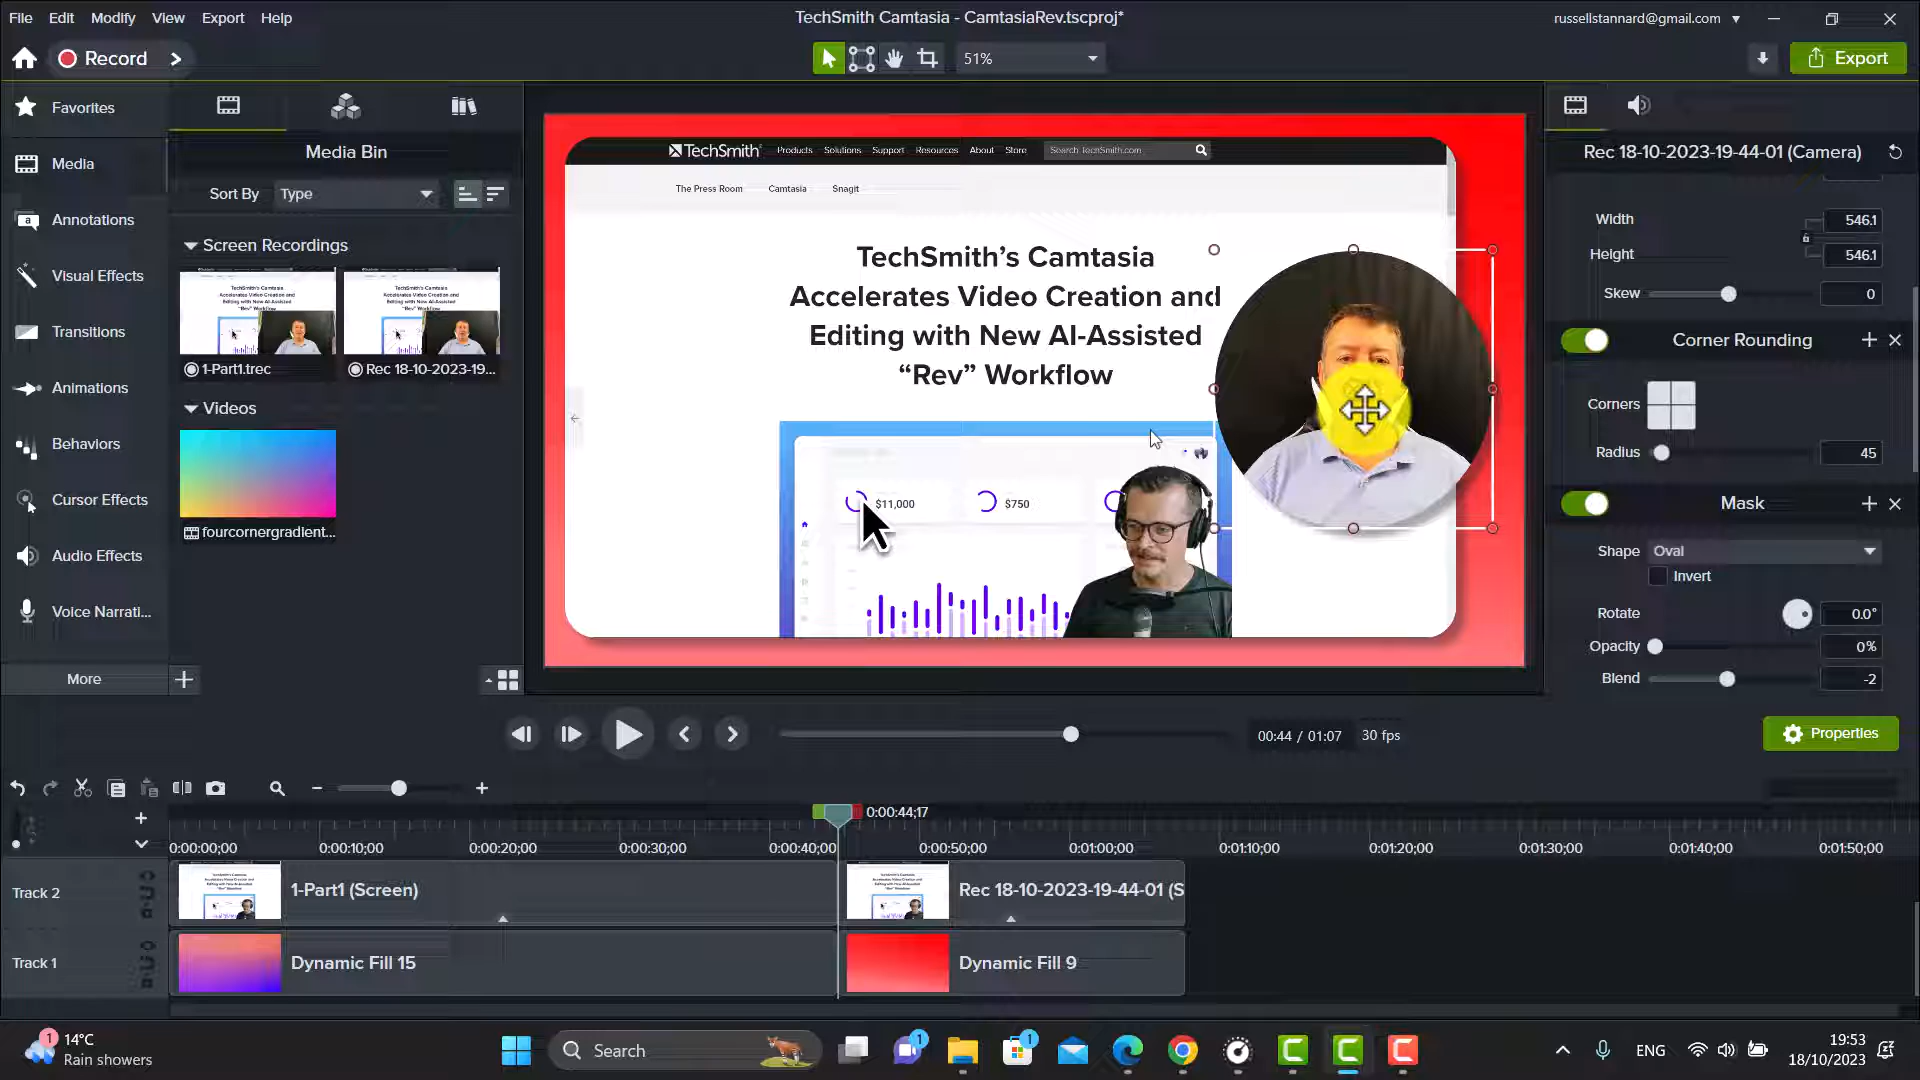 File Edit Modify View Export Help
TechSmith Camtasia - CamtasiaRev.tscproj*
russellstannard@gmail.com
Record
51%
Export
Favorites
Media
Annotations
Visual Effects
Transitions
Animations
Behaviors
Cursor Effects
Audio Effects
Voice Narrati...
More
Media Bin
Sort By Type
Screen Recordings
1-Part1.trec
Rec 18-10-2023-19...
Videos
fourcornergradient...
TechSmith Products Solutions Support Resources About Store Search TechSmith.com
The Press Room Camtasia Snagit
TechSmith's Camtasia
Accelerates Video Creation and
Editing with New AI-Assisted
“Rev” Workflow
$11,000 $750
Rec 18-10-2023-19-44-01 (Camera)
Width 546.1
Height 546.1
Skew 0
Corner Rounding
Corners
Radius 45
Mask
Shape Oval
Invert
Rotate 0.0°
Opacity 0%
Blend -2
Properties
00:44 / 01:07 30 fps
0:00:44;17
0:00:00;00 0:00:10;00 0:00:20;00 0:00:30;00 0:00:40;00 0:00:50;00 0:01:00;00 0:01:10;00 0:01:20;00 0:01:30;00 0:01:40;00 0:01:50;00
Track 2
1-Part1 (Screen)
Rec 18-10-2023-19-44-01 (S
Track 1
Dynamic Fill 15
Dynamic Fill 9
1
14°C
Rain showers
Search
1
1
ENG
19:53
18/10/2023